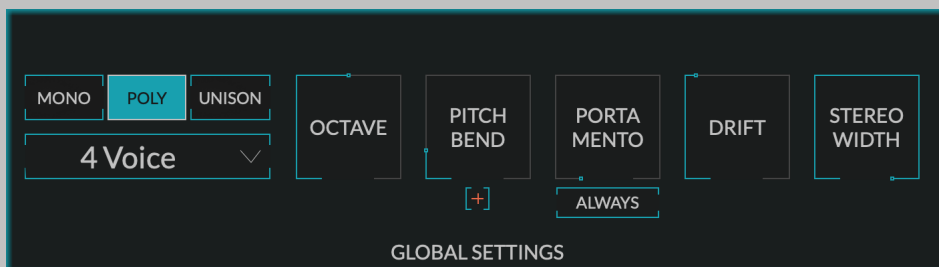 MONO POLY UNISON
4 Voice
OCTAVE
PITCH
BEND
[+]
PORTA
MENTO
ALWAYS
DRIFT
STEREO
WIDTH
GLOBAL SETTINGS